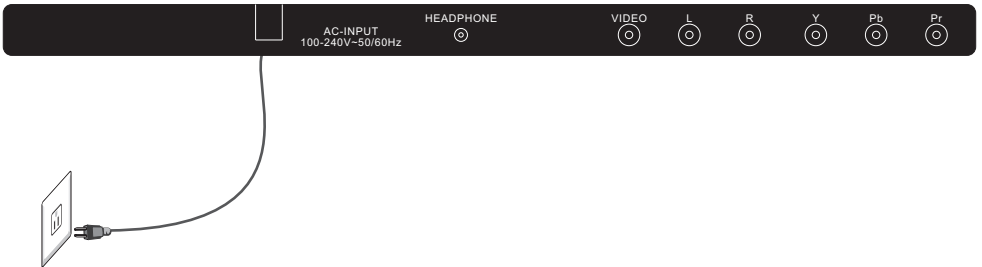 HEADPHONE
VIDEO L R Y Pb Pr
AC-INPUT
100-240V~50/60Hz